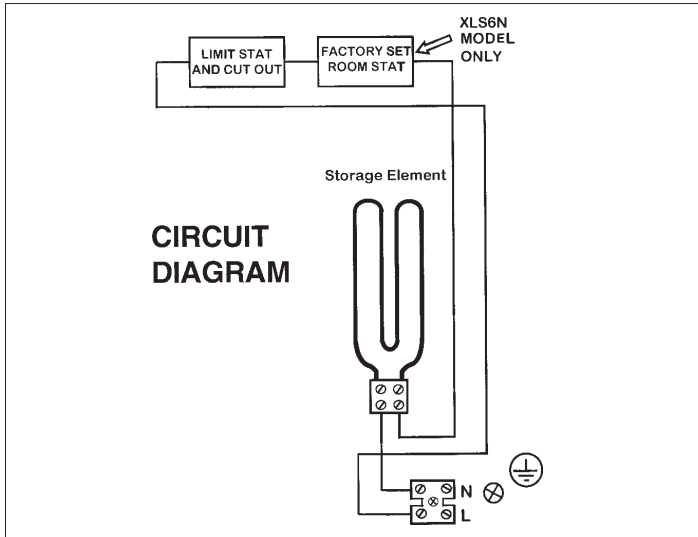 XLS6N
MODEL
ONLY
LIMIT STAT
AND CUT OUT
FACTORY SET
ROOM STAT
Storage Element
CIRCUIT
DIAGRAM
N
L